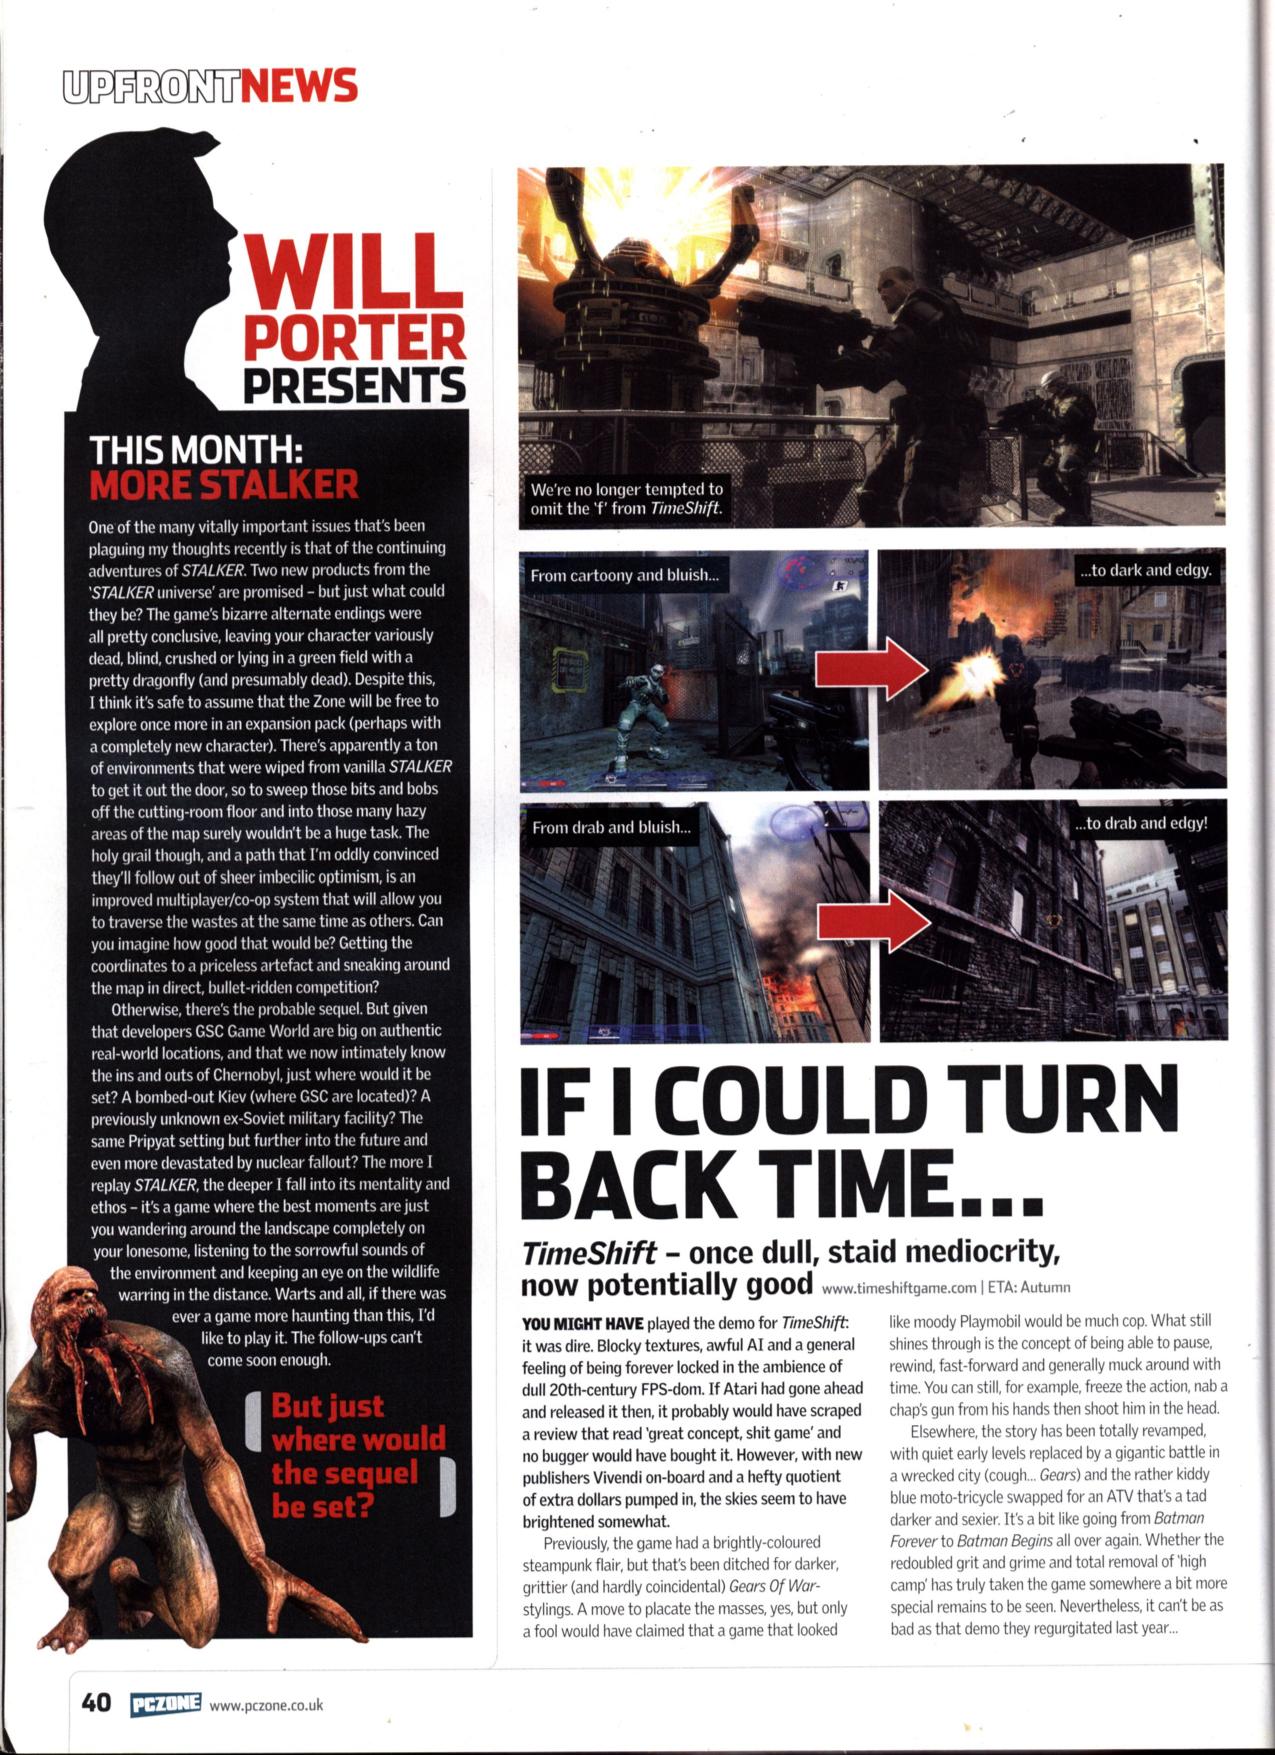 UPFRONTNEWS
WILL
PORTER
PRESENTS
THIS MONTH:
MORE STALKER
One of the many vitally important issues that's been
plaguing my thoughts recently is that of the continuing
adventures of STALKER. Two new products from the
'STALKER universe' are promised – but just what could
they be? The game's bizarre alternate endings were
all pretty conclusive, leaving your character variously
dead, blind, crushed or lying in a green field with a
pretty dragonfly (and presumably dead). Despite this,
I think it's safe to assume that the Zone will be free to
explore once more in an expansion pack (perhaps with
a completely new character). There's apparently a ton
of environments that were wiped from vanilla STALKER
to get it out the door, so to sweep those bits and bobs
off the cutting-room floor and into those many hazy
areas of the map surely wouldn't be a huge task. The
holy grail though, and a path that I'm oddly convinced
they'll follow out of sheer imbecilic optimism, is an
improved multiplayer/co-op system that will allow you
to traverse the wastes at the same time as others. Can
you imagine how good that would be? Getting the
coordinates to a priceless artefact and sneaking around
the map in direct, bullet-ridden competition?
Otherwise, there's the probable sequel. But given
that developers GSC Game World are big on authentic
real-world locations, and that we now intimately know
the ins and outs of Chernobyl, just where would it be
set? A bombed-out Kiev (where GSC are located)? A
previously unknown ex-Soviet military facility? The
same Pripyat setting but further into the future and
even more devastated by nuclear fallout? The more I
replay STALKER, the deeper I fall into its mentality and
ethos – it's a game where the best moments are just
you wandering around the landscape completely on
your lonesome, listening to the sorrowful sounds of
the environment and keeping an eye on the wildlife
warring in the distance. Warts and all, if there was
ever a game more haunting than this, I'd
like to play it. The follow-ups can't
come soon enough.
But just
where would
the sequel
be set?
We're no longer tempted to
omit the 'f' from TimeShift.
From cartoony and bluish...
...to dark and edgy.
From drab and bluish...
...to drab and edgy!
IF I COULD TURN
BACK TIME...
TimeShift – once dull, staid mediocrity,
now potentially good www.timeshiftgame.com | ETA: Autumn
YOU MIGHT HAVE played the demo for TimeShift:
it was dire. Blocky textures, awful AI and a general
feeling of being forever locked in the ambience of
dull 20th-century FPS-dom. If Atari had gone ahead
and released it then, it probably would have scraped
a review that read 'great concept, shit game' and
no bugger would have bought it. However, with new
publishers Vivendi on-board and a hefty quotient
of extra dollars pumped in, the skies seem to have
brightened somewhat.
Previously, the game had a brightly-coloured
steampunk flair, but that's been ditched for darker,
grittier (and hardly coincidental) Gears Of War-
stylings. A move to placate the masses, yes, but only
a fool would have claimed that a game that looked
like moody Playmobil would be much cop. What still
shines through is the concept of being able to pause,
rewind, fast-forward and generally muck around with
time. You can still, for example, freeze the action, nab a
chap's gun from his hands then shoot him in the head.
Elsewhere, the story has been totally revamped,
with quiet early levels replaced by a gigantic battle in
a wrecked city (cough... Gears) and the rather kiddy
blue moto-tricycle swapped for an ATV that's a tad
darker and sexier. It's a bit like going from Batman
Forever to Batman Begins all over again. Whether the
redoubled grit and grime and total removal of 'high
camp' has truly taken the game somewhere a bit more
special remains to be seen. Nevertheless, it can't be as
bad as that demo they regurgitated last year...
40 PCZONE www.pczone.co.uk